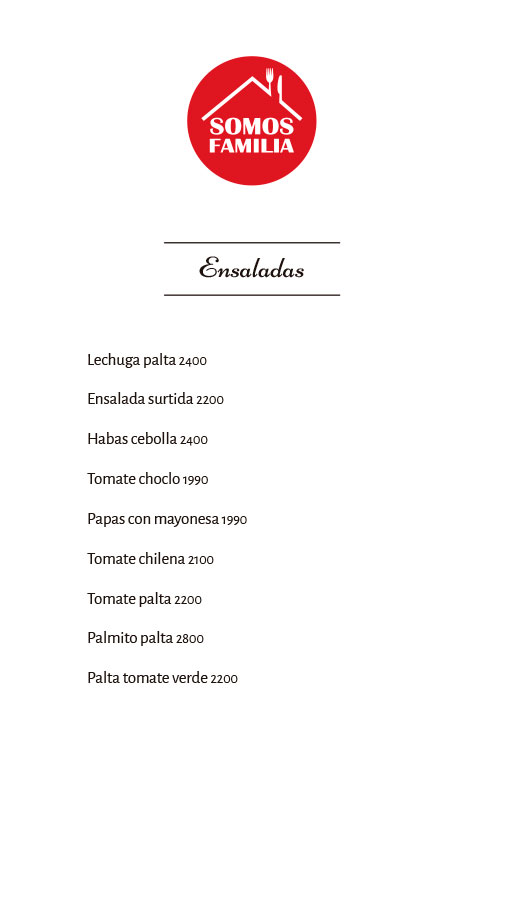 SOMOS
FAMILIA
Ensaladas
Lechuga palta 2400
Ensalada surtida 2200
Habas cebolla 2400
Tomate choclo 1990
Papas con mayonesa 1990
Tomate chilena 2100
Tomate palta 2200
Palmito palta 2800
Palta tomate verde 2200